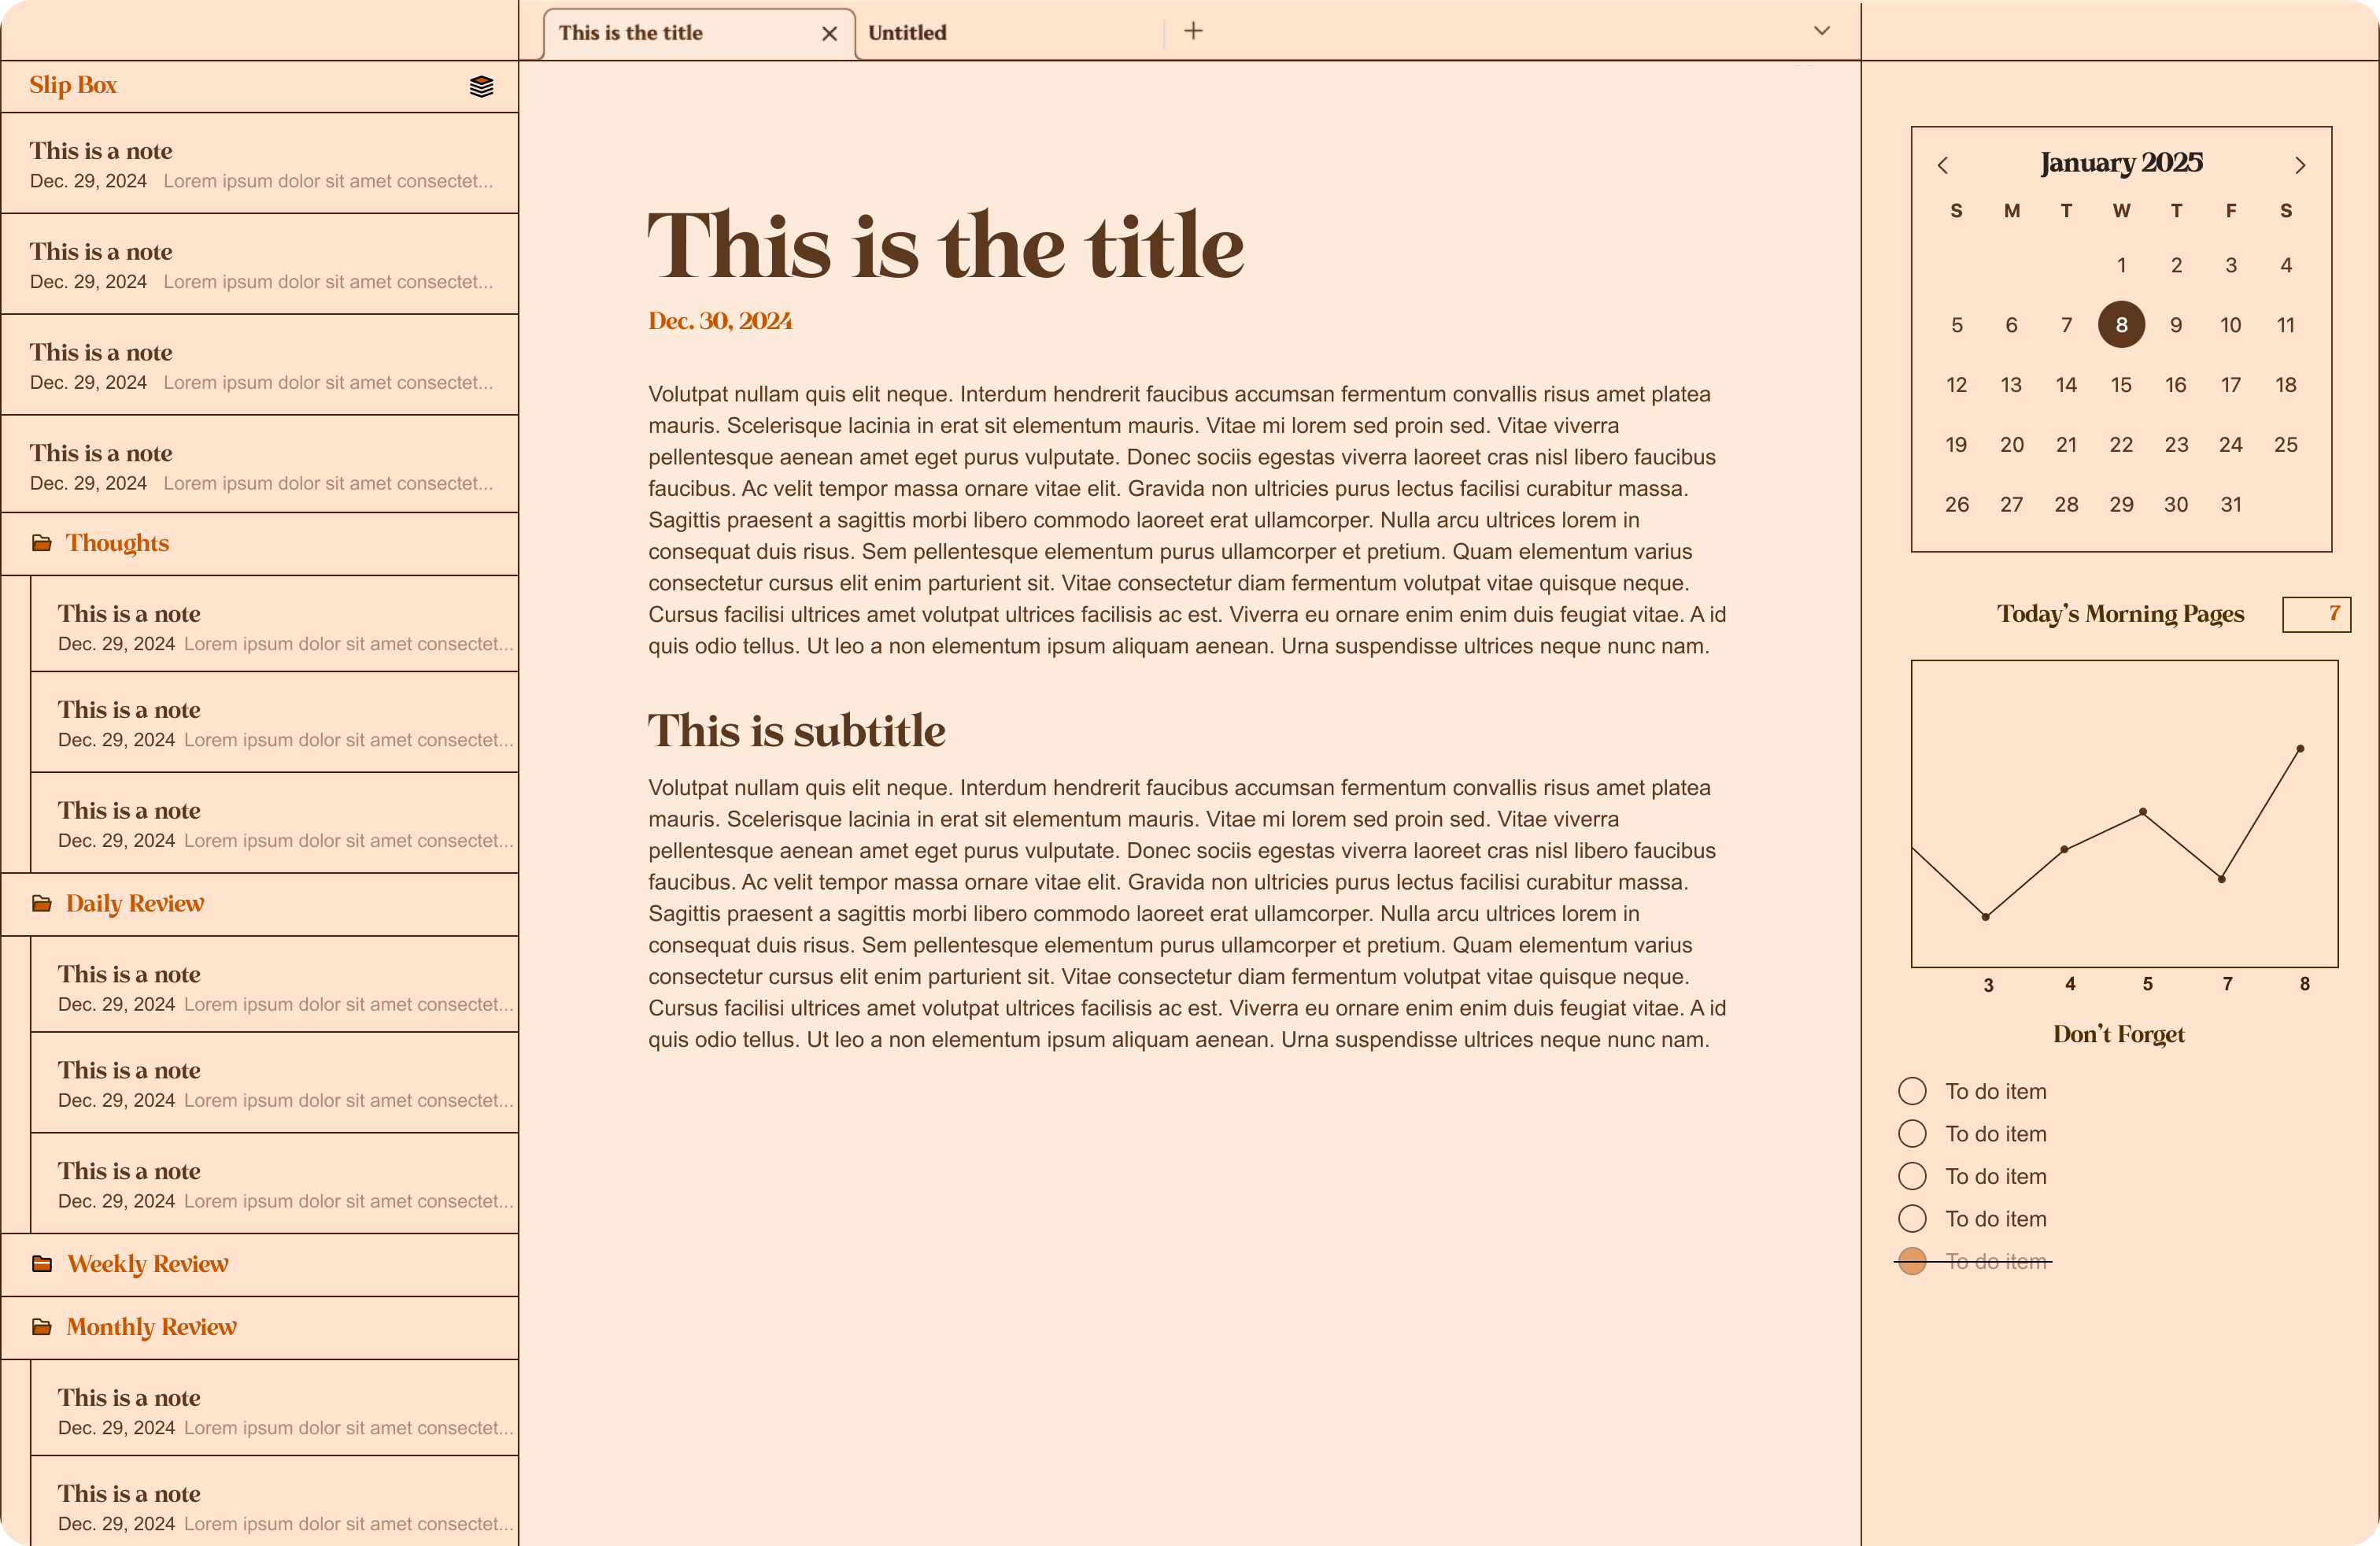 This is the title
Untitled
Slip Box
This is a note
Dec. 29, 2024 Lorem ipsum dolor sit amet consectet...
This is a note
Dec. 29, 2024 Lorem ipsum dolor sit amet consectet...
This is a note
Dec. 29, 2024 Lorem ipsum dolor sit amet consectet...
This is a note
Dec. 29, 2024 Lorem ipsum dolor sit amet consectet...
Thoughts
This is a note
Dec. 29, 2024 Lorem ipsum dolor sit amet consectet...
This is a note
Dec. 29, 2024 Lorem ipsum dolor sit amet consectet...
This is a note
Dec. 29, 2024 Lorem ipsum dolor sit amet consectet...
Daily Review
This is a note
Dec. 29, 2024 Lorem ipsum dolor sit amet consectet...
This is a note
Dec. 29, 2024 Lorem ipsum dolor sit amet consectet...
This is a note
Dec. 29, 2024 Lorem ipsum dolor sit amet consectet...
Weekly Review
Monthly Review
This is a note
Dec. 29, 2024 Lorem ipsum dolor sit amet consectet...
This is a note
Dec. 29, 2024 Lorem ipsum dolor sit amet consectet...
This is the title
Dec. 30, 2024
Volutpat nullam quis elit neque. Interdum hendrerit faucibus accumsan fermentum convallis risus amet platea
mauris. Scelerisque lacinia in erat sit elementum mauris. Vitae mi lorem sed proin sed. Vitae viverra
pellentesque aenean amet eget purus vulputate. Donec sociis egestas viverra laoreet cras nisl libero faucibus
faucibus. Ac velit tempor massa ornare vitae elit. Gravida non ultricies purus lectus facilisi curabitur massa.
Sagittis praesent a sagittis morbi libero commodo laoreet erat ullamcorper. Nulla arcu ultrices lorem in
consequat duis risus. Sem pellentesque elementum purus ullamcorper et pretium. Quam elementum varius
consectetur cursus elit enim parturient sit. Vitae consectetur diam fermentum volutpat vitae quisque neque.
Cursus facilisi ultrices amet volutpat ultrices facilisis ac est. Viverra eu ornare enim enim duis feugiat vitae. A id
quis odio tellus. Ut leo a non elementum ipsum aliquam aenean. Urna suspendisse ultrices neque nunc nam.
This is subtitle
Volutpat nullam quis elit neque. Interdum hendrerit faucibus accumsan fermentum convallis risus amet platea
mauris. Scelerisque lacinia in erat sit elementum mauris. Vitae mi lorem sed proin sed. Vitae viverra
pellentesque aenean amet eget purus vulputate. Donec sociis egestas viverra laoreet cras nisl libero faucibus
faucibus. Ac velit tempor massa ornare vitae elit. Gravida non ultricies purus lectus facilisi curabitur massa.
Sagittis praesent a sagittis morbi libero commodo laoreet erat ullamcorper. Nulla arcu ultrices lorem in
consequat duis risus. Sem pellentesque elementum purus ullamcorper et pretium. Quam elementum varius
consectetur cursus elit enim parturient sit. Vitae consectetur diam fermentum volutpat vitae quisque neque.
Cursus facilisi ultrices amet volutpat ultrices facilisis ac est. Viverra eu ornare enim enim duis feugiat vitae. A id
quis odio tellus. Ut leo a non elementum ipsum aliquam aenean. Urna suspendisse ultrices neque nunc nam.
January 2025
S M T W T F S
1 2 3 4
5 6 7 8 9 10 11
12 13 14 15 16 17 18
19 20 21 22 23 24 25
26 27 28 29 30 31
Today's Morning Pages 7
3 4 5 7 8
Don't Forget
To do item
To do item
To do item
To do item
To do item